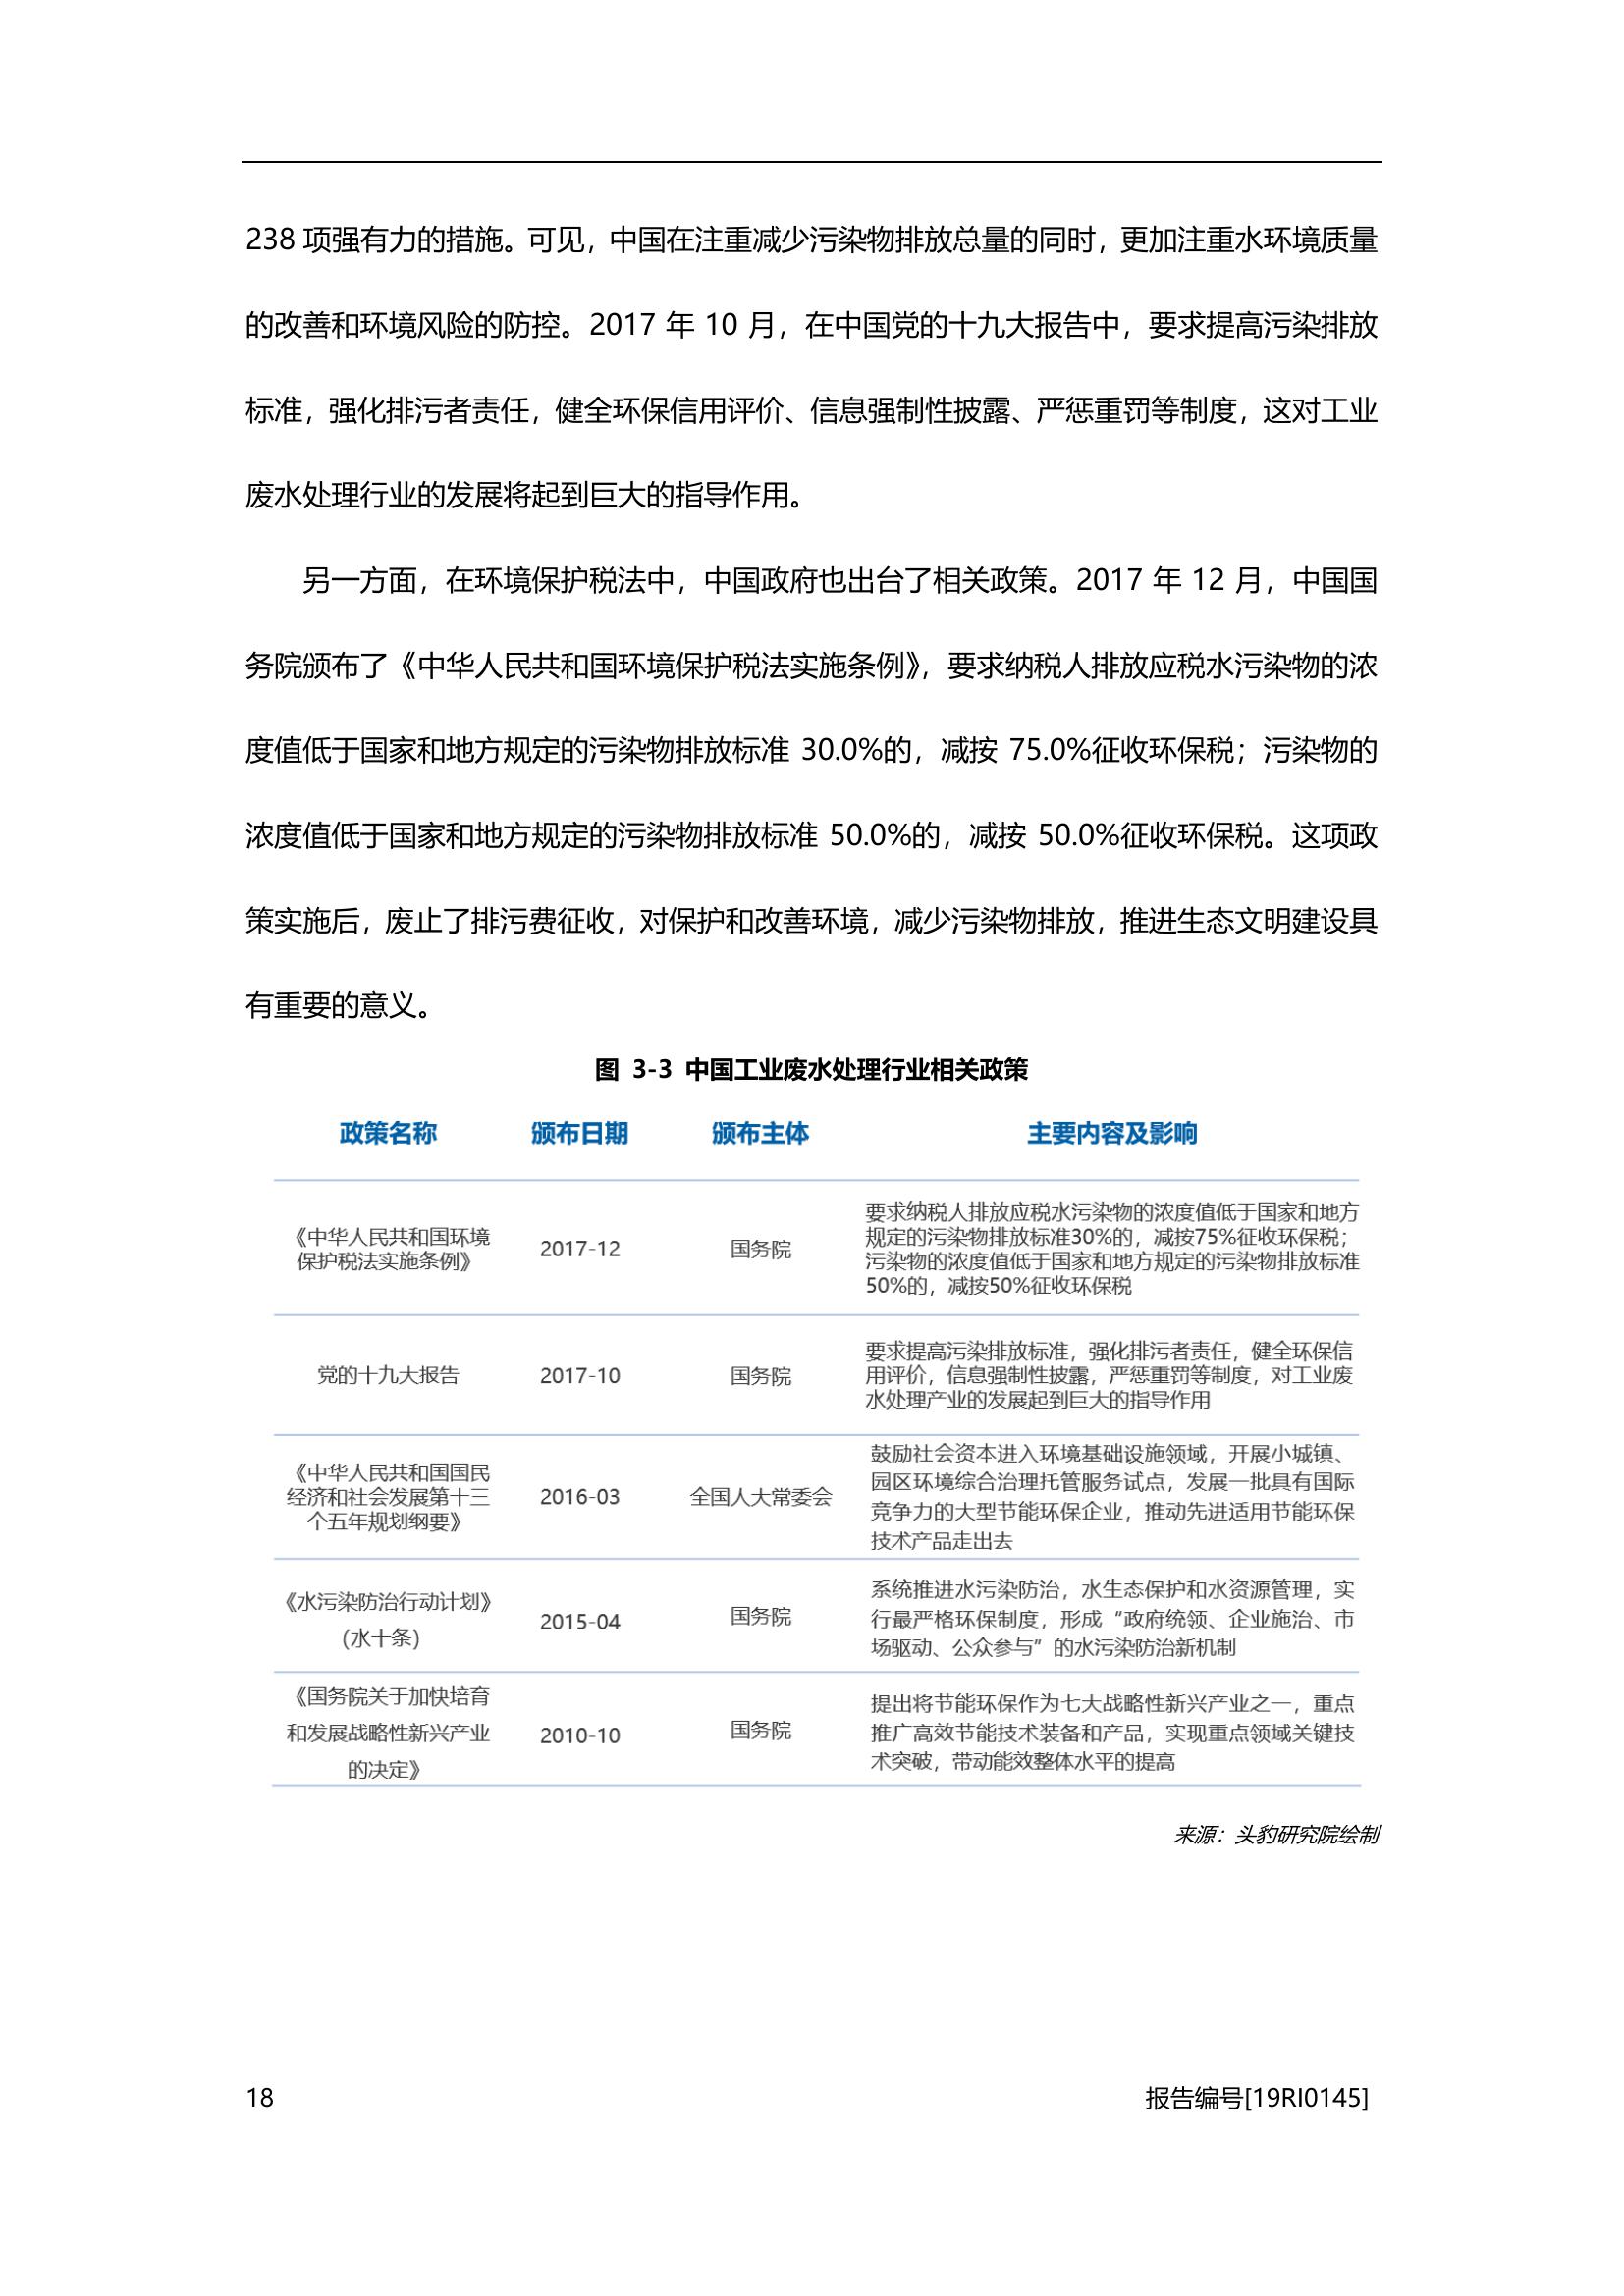 238 项强有力的措施。可见，中国在注重减少污染物排放总量的同时，更加注重水环境质量
的改善和环境风险的防控。2017 年 10 月，在中国党的十九大报告中，要求提高污染排放
标准，强化排污者责任，健全环保信用评价、信息强制性披露、严惩重罚等制度，这对工业
废水处理行业的发展将起到巨大的指导作用。
另一方面，在环境保护税法中，中国政府也出台了相关政策。2017 年 12 月，中国国
务院颁布了《中华人民共和国环境保护税法实施条例》，要求纳税人排放应税水污染物的浓
度值低于国家和地方规定的污染物排放标准 30.0%的，减按 75.0%征收环保税；污染物的
浓度值低于国家和地方规定的污染物排放标准 50.0%的，减按 50.0%征收环保税。这项政
策实施后，废止了排污费征收，对保护和改善环境，减少污染物排放，推进生态文明建设具
有重要的意义。
图 3-3 中国工业废水处理行业相关政策
政策名称 颁布日期 颁布主体 主要内容及影响
《中华人民共和国环境
保护税法实施条例》
2017-12
国务院
要求纳税人排放应税水污染物的浓度值低于国家和地方
规定的污染物排放标准30%的，减按75%征收环保税；
污染物的浓度值低于国家和地方规定的污染物排放标准
50%的，减按50%征收环保税
党的十九大报告
2017-10
国务院
要求提高污染排放标准，强化排污者责任，健全环保信
用评价，信息强制性披露，严惩重罚等制度，对工业废
水处理产业的发展起到巨大的指导作用
《中华人民共和国国民
经济和社会发展第十三
个五年规划纲要》
2016-03
全国人大常委会
鼓励社会资本进入环境基础设施领域，开展小城镇、
园区环境综合治理托管服务试点，发展一批具有国际
竞争力的大型节能环保企业，推动先进适用节能环保
技术产品走出去
《水污染防治行动计划》
（水十条）
2015-04
国务院
系统推进水污染防治，水生态保护和水资源管理，实
行最严格环保制度，形成“政府统领、企业施治、市
场驱动、公众参与”的水污染防治新机制
《国务院关于加快培育
和发展战略性新兴产业
的决定》
2010-10
国务院
提出将节能环保作为七大战略性新兴产业之一，重点
推广高效节能技术装备和产品，实现重点领域关键技
术突破，带动能效整体水平的提高
来源：头豹研究院绘制
18
报告编号[19RI0145]